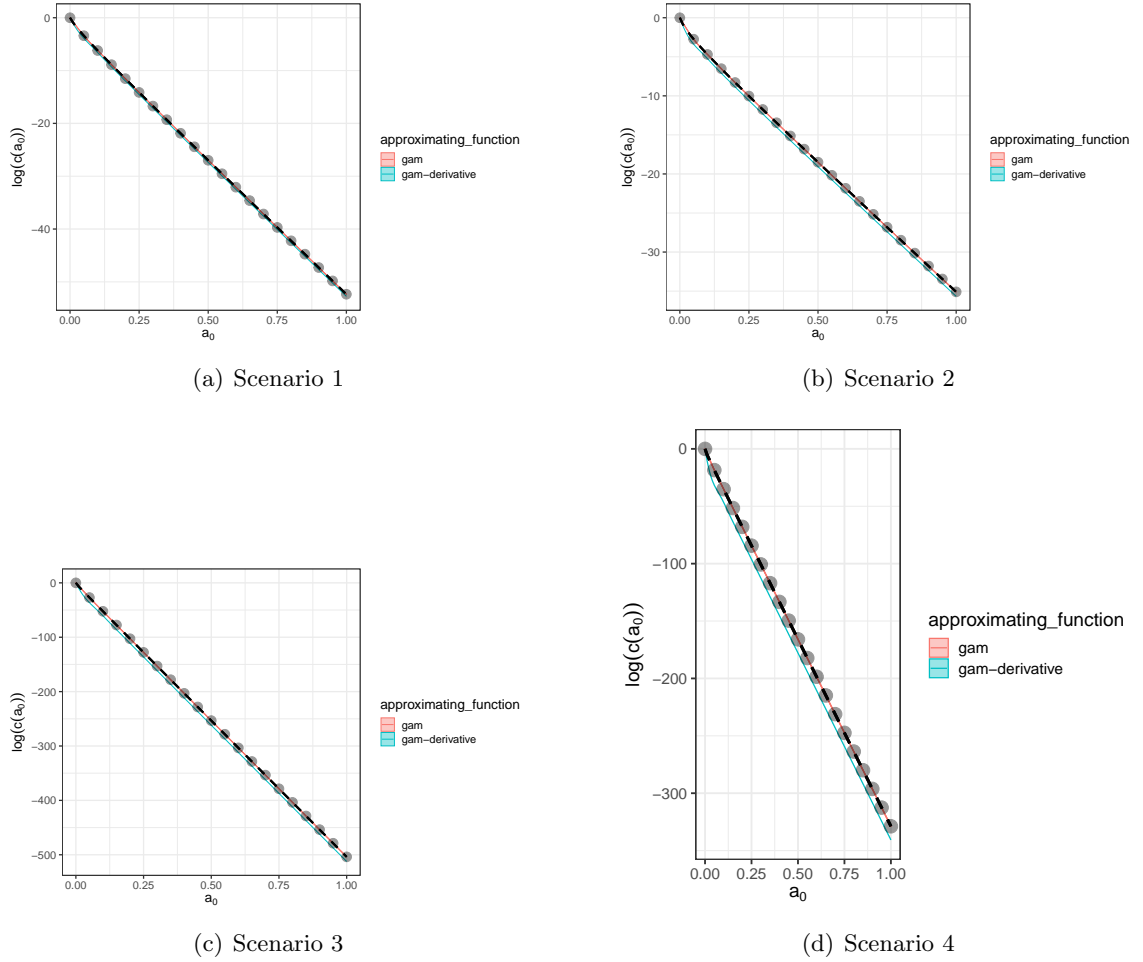 0
−20
−40
log(c(a₀))
0.00 0.25 0.50 0.75 1.00
a₀
approximating_function
gam
gam−derivative
(a) Scenario 1
0
−10
−20
−30
log(c(a₀))
0.00 0.25 0.50 0.75 1.00
a₀
approximating_function
gam
gam−derivative
(b) Scenario 2
0
−100
−200
−300
−400
−500
log(c(a₀))
0.00 0.25 0.50 0.75 1.00
a₀
approximating_function
gam
gam−derivative
(c) Scenario 3
0
−100
−200
−300
log(c(a₀))
0.00 0.25 0.50 0.75 1.00
a₀
approximating_function
gam
gam−derivative
(d) Scenario 4